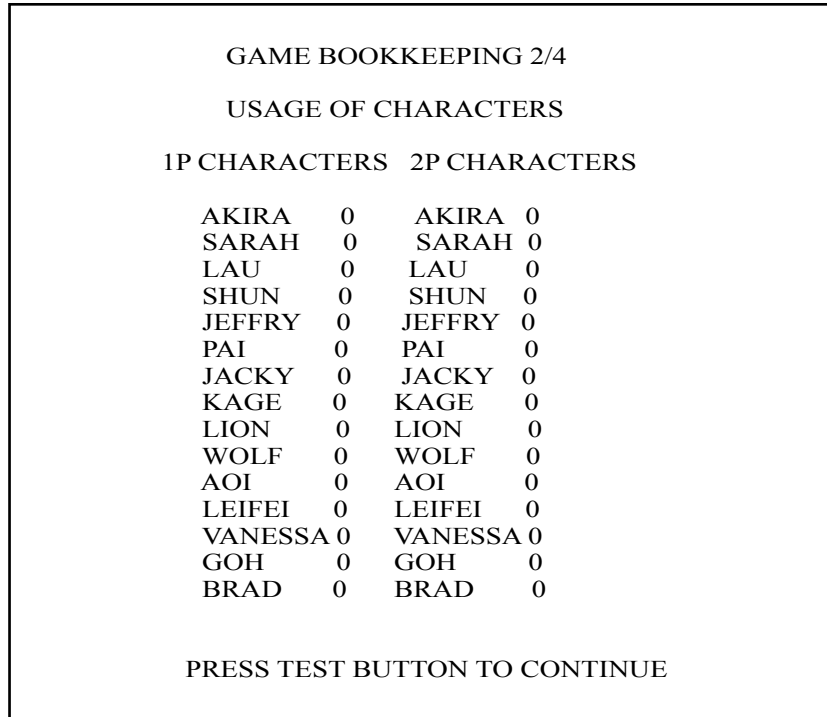 GAME BOOKKEEPING 2/4
USAGE OF CHARACTERS
1P CHARACTERS 2P CHARACTERS
AKIRA 0 AKIRA 0
SARAH 0 SARAH 0
LAU 0 LAU 0
SHUN 0 SHUN 0
JEFFRY 0 JEFFRY 0
PAI 0 PAI 0
JACKY 0 JACKY 0
KAGE 0 KAGE 0
LION 0 LION 0
WOLF 0 WOLF 0
AOI 0 AOI 0
LEIFEI 0 LEIFEI 0
VANESSA 0 VANESSA 0
GOH 0 GOH 0
BRAD 0 BRAD 0
PRESS TEST BUTTON TO CONTINUE